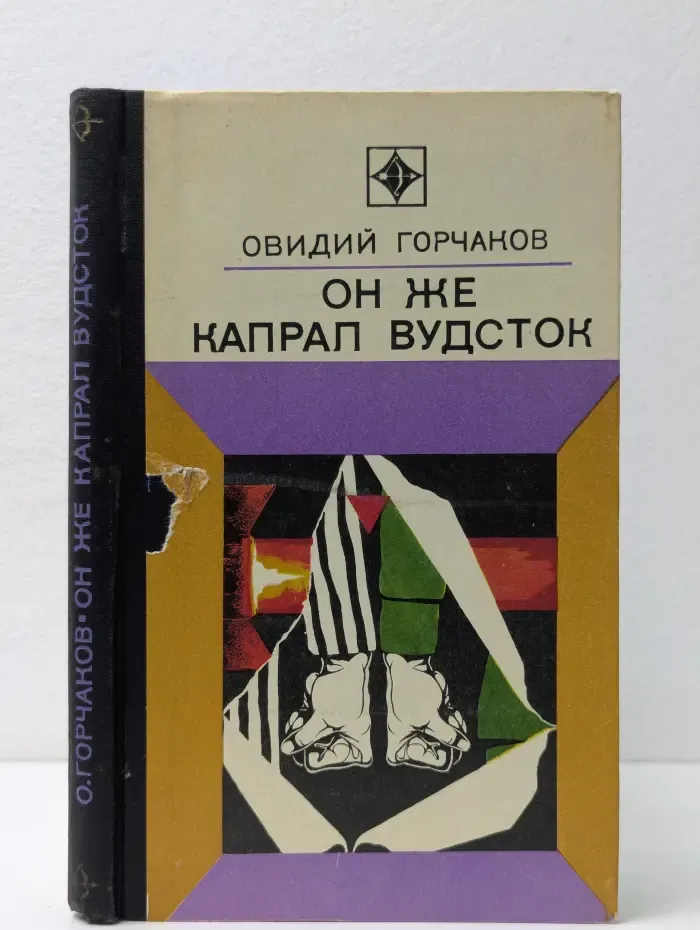 О.ГОРЧАКОВ·ОН ЖЕ КАПРАЛ ВУДСТОК
ОВИДИЙ ГОРЧАКОВ
ОН ЖЕ
КАПРАЛ ВУДСТОК